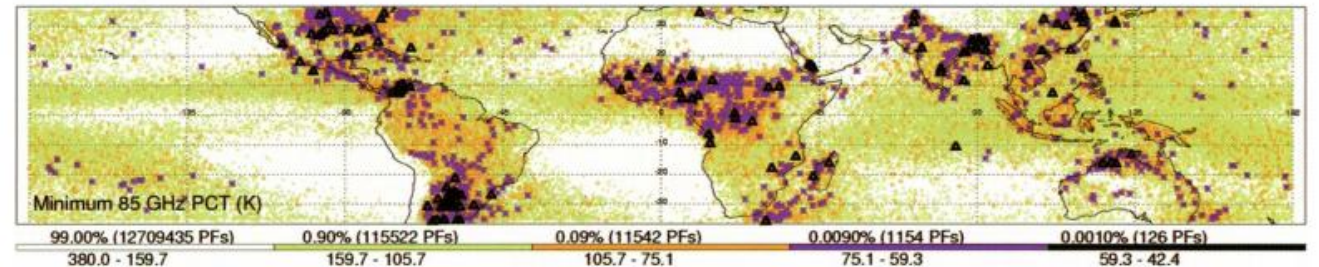 Minimum 85 GHz PCT (K)
99.00% (12709435 PFs) 0.90% (115522 PFs) 0.09% (11542 PFs) 0.0090% (1154 PFs) 0.0010% (126 PFs)
380.0 - 159.7 159.7 - 105.7 105.7 - 75.1 75.1 - 59.3 59.3 - 42.4